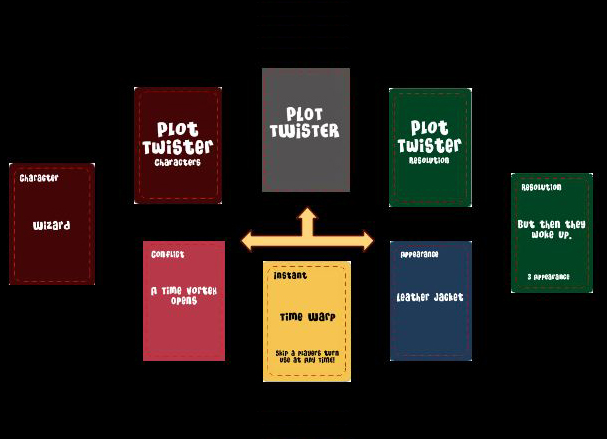 PLOT
TWISTER
Characters
PLOT
TWISTER
PLOT
TWISTER
Resolution
Character
Wizard
Resolution
But then they
woke up.
3 Appearance
Conflict
A Time Vortex
opens
Instant
Time Warp
Skip a players turn
use at any time!
Appearance
Leather Jacket